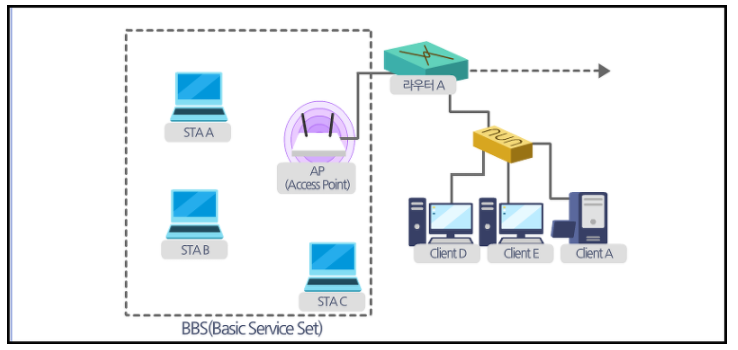 라우터 A
STA A
AP
(Access Point)
STA B
Client D
Client E
Client A
STA C
BBS(Basic Service Set)